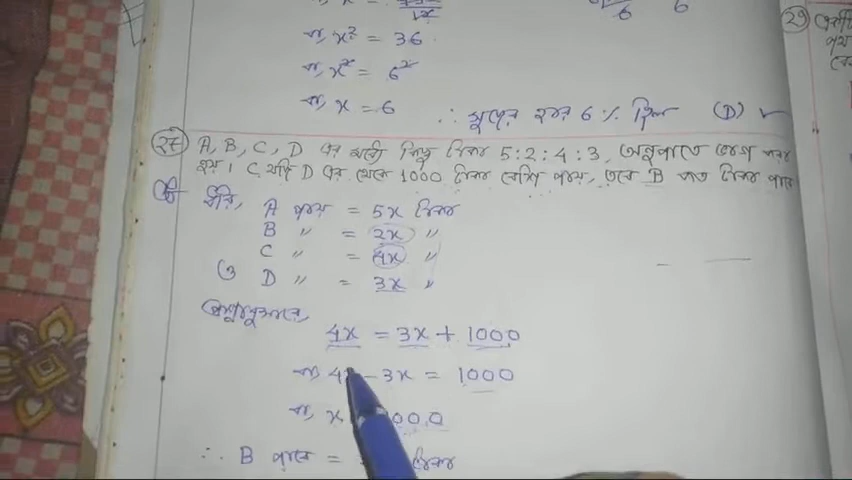 বা, x² = 36
বা, x² = 6²
বা, x = 6 ∴ সুদের হার 6% ছিল (D) ✓
(27) A, B, C, D এর মধ্যে কিছু টাকা 5:2:4:3, অনুপাতে ভাগ করা
হয়। C যদি D এর থেকে 1000 টাকা বেশি পায়, তবে B কত টাকা পাবে
ধরি, A পায় = 5x টাকা
B " = 2x "
C " = 4x "
ও D " = 3x "
প্রশ্নানুসারে,
4x = 3x + 1000
বা, 4x - 3x = 1000
বা, x
∴ B পাবে = টাকা
(29)